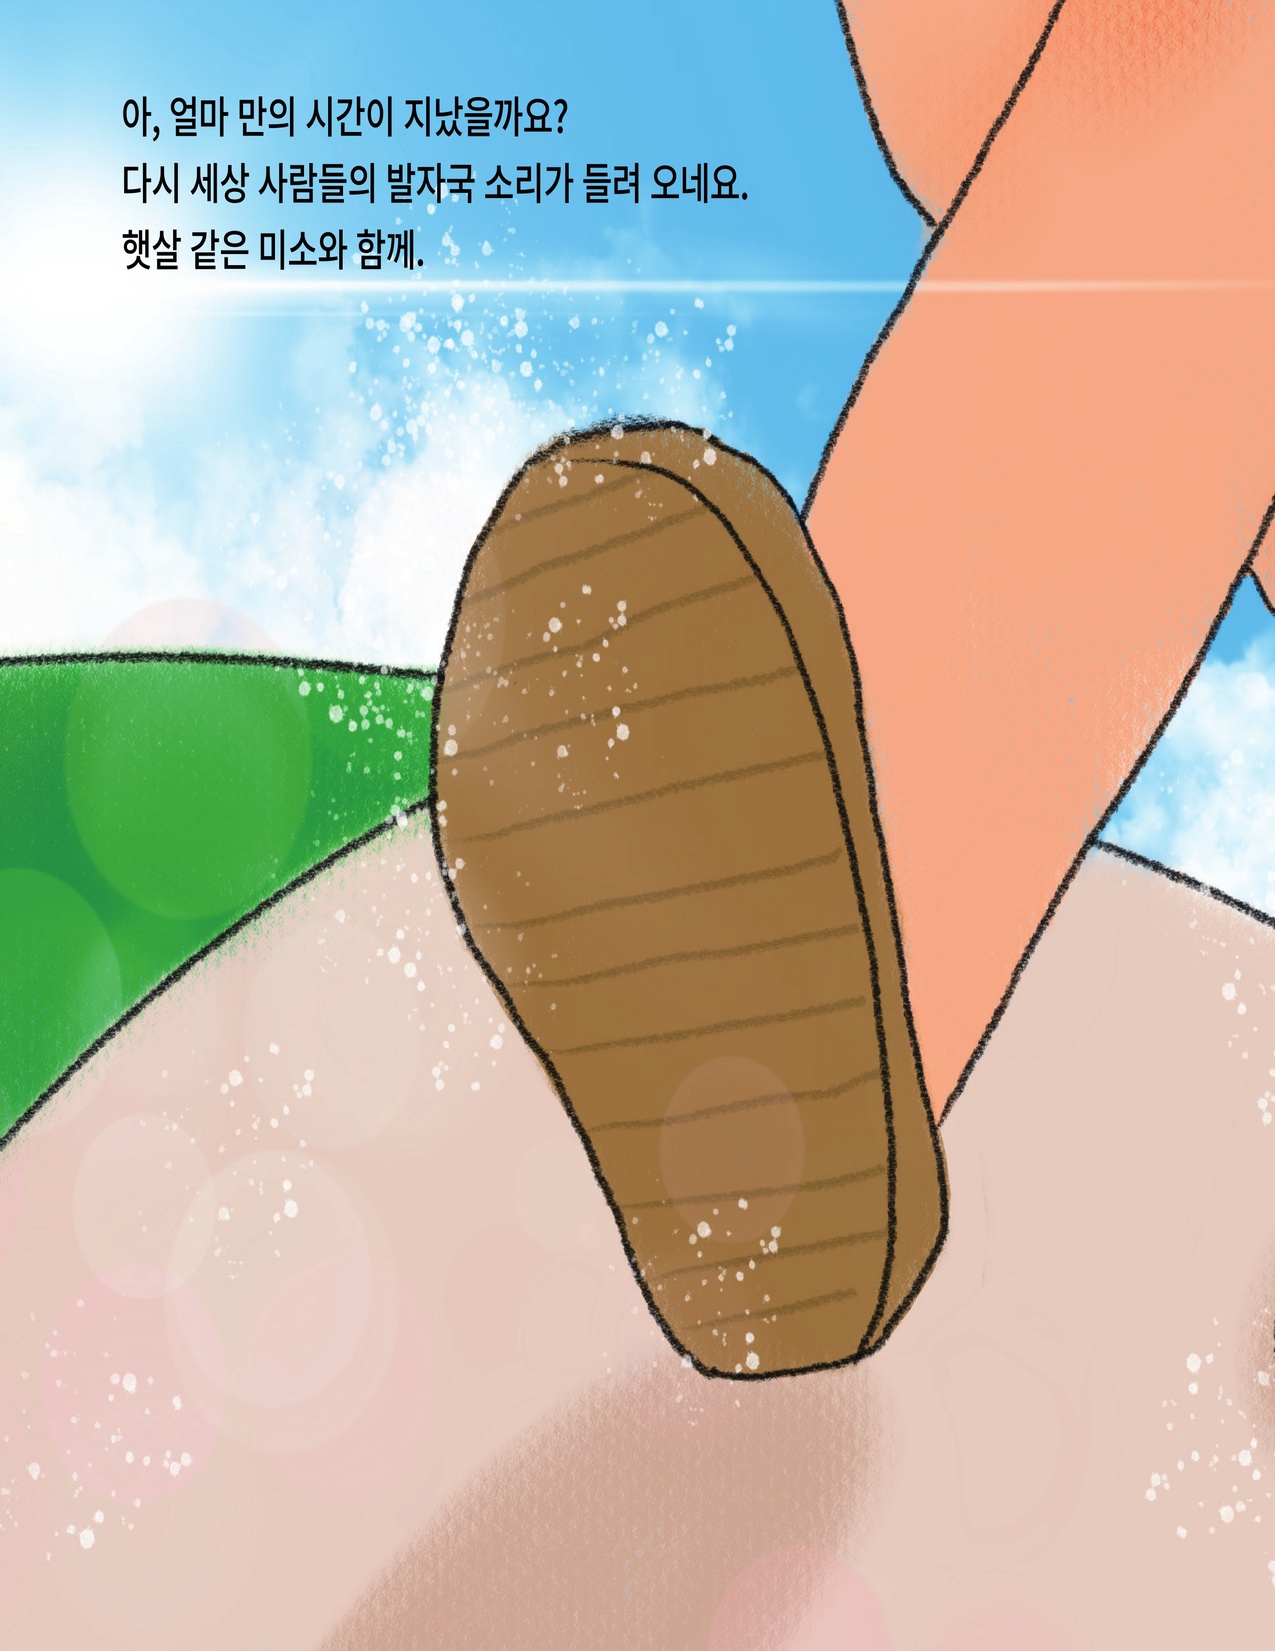 아, 얼마 만의 시간이 지났을까요?
다시 세상 사람들의 발자국 소리가 들려 오네요.
햇살 같은 미소와 함께.